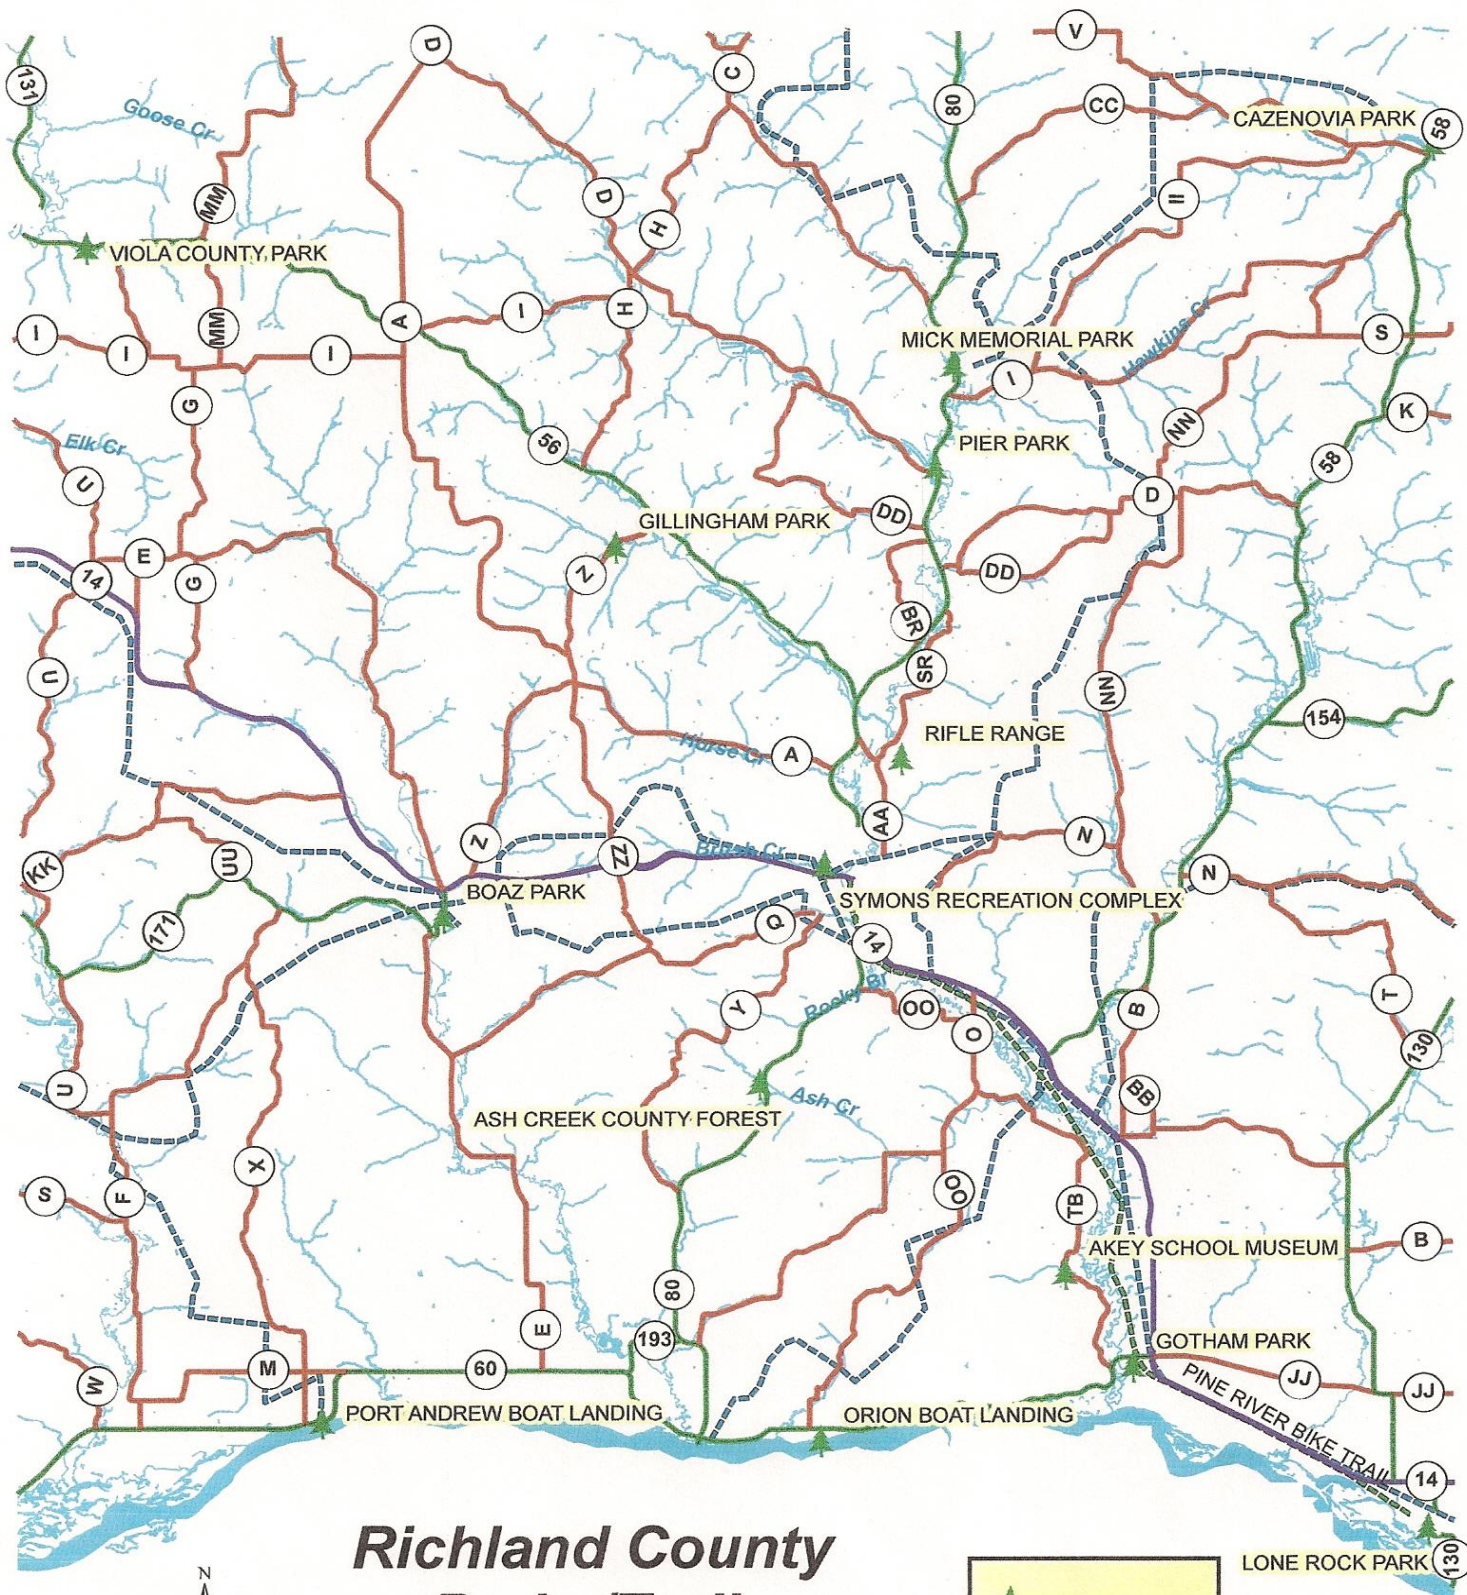 V
D
C
131
80
CC
58
Goose Cr
CAZENOVIA PARK
MM
D
H
II
VIOLA COUNTY PARK
I
I
MM
I
A
I
H
MICK MEMORIAL PARK
Hawkins Cr
S
I
G
K
Elk Cr
56
PIER PARK
NN
58
U
GILLINGHAM PARK
DD
D
14
E
G
Z
DD
BR
U
SR
NN
154
RIFLE RANGE
Horse Cr
A
AA
N
Z
ZZ
Brush Cr
KK
UU
BOAZ PARK
SYMONS RECREATION COMPLEX
N
171
Q
14
Y
Rocky Br
OO
O
B
T
130
U
Ash Cr
BB
ASH CREEK COUNTY FOREST
X
S
F
OO
TB
AKEY SCHOOL MUSEUM
B
80
E
193
GOTHAM PARK
W
M
60
JJ
JJ
PINE RIVER BIKE TRAIL
PORT ANDREW BOAT LANDING
ORION BOAT LANDING
14
Richland County
LONE ROCK PARK
130
N